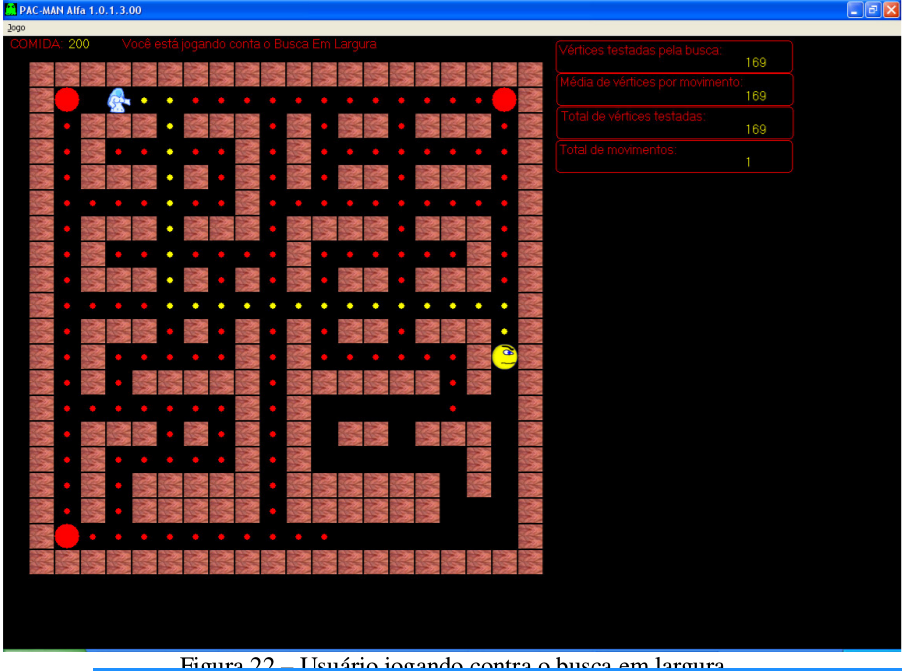 PAC-MAN Alfa 1.0.1.3.00
Jogo
COMIDA: 200 Você está jogando conta o Busca Em Largura
Vértices testadas pela busca:
169
Média de vértices por movimento:
169
Total de vértices testadas:
169
Total de movimentos:
1
Figura 22 – Usuário jogando contra o busca em largura